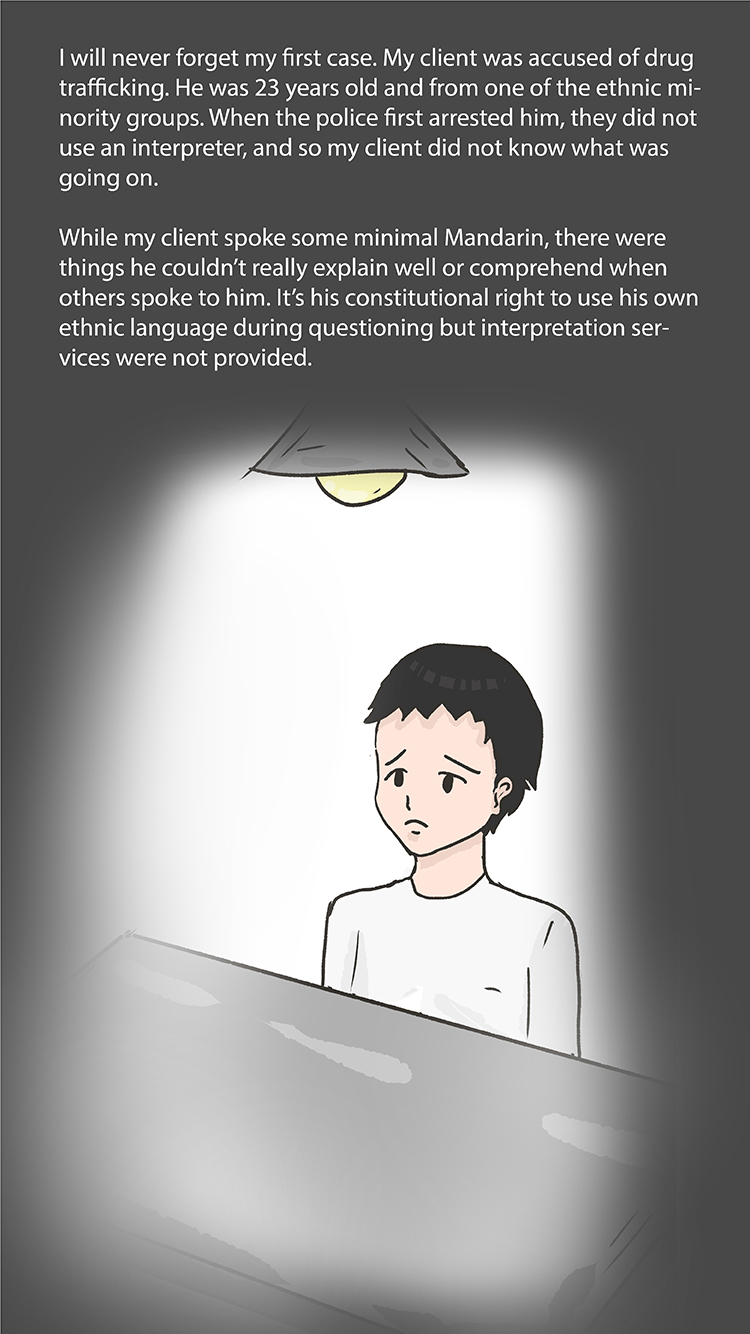 I will never forget my first case. My client was accused of drug
trafficking. He was 23 years old and from one of the ethnic mi-
nority groups. When the police first arrested him, they did not
use an interpreter, and so my client did not know what was
going on.
While my client spoke some minimal Mandarin, there were
things he couldn’t really explain well or comprehend when
others spoke to him. It’s his constitutional right to use his own
ethnic language during questioning but interpretation ser-
vices were not provided.